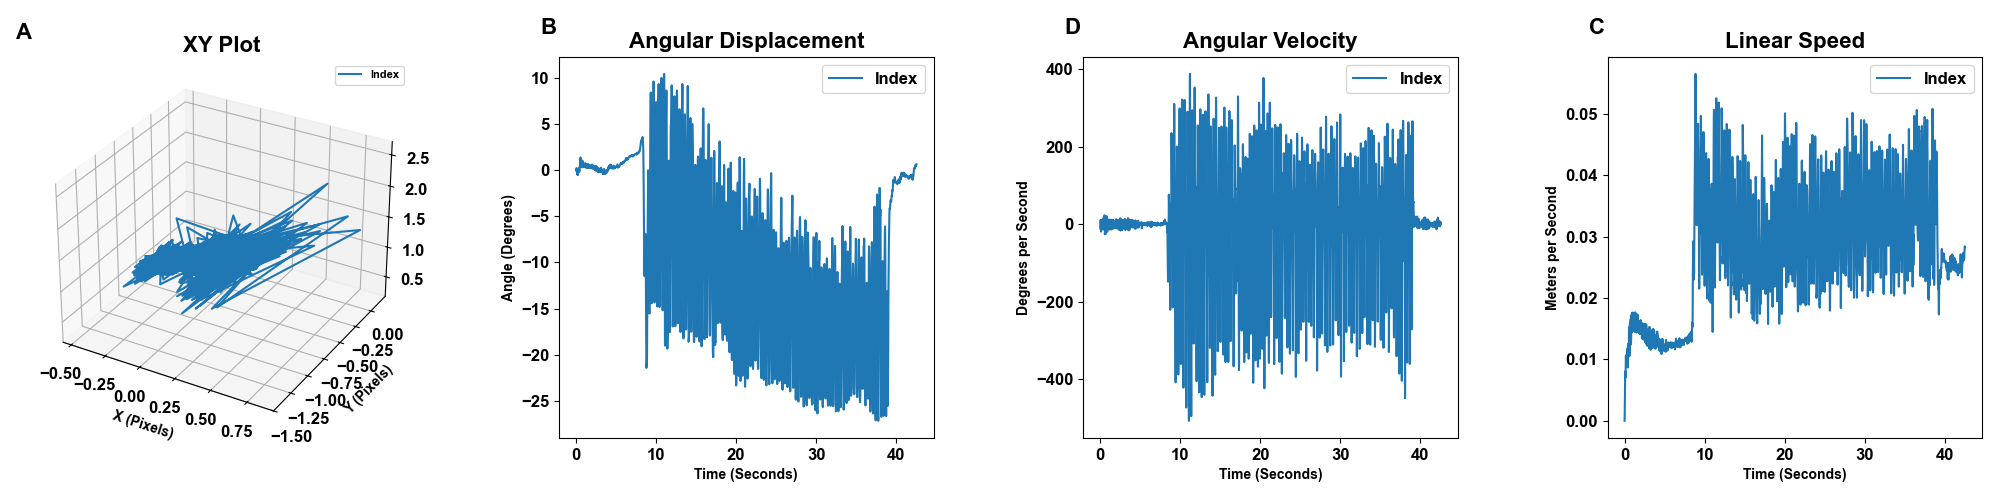 A
XY Plot
Index
2.5
2.0
1.5
1.0
0.5
0.00
−0.25
−0.50
−0.75
−1.00
−1.25
−1.50
Y (Pixels)
−0.50
−0.25
0.00
0.25
0.50
0.75
X (Pixels)
B
Angular Displacement
Index
10
5
0
−5
−10
−15
−20
−25
Angle (Degrees)
0 10 20 30 40
Time (Seconds)
D
Angular Velocity
Index
400
200
0
−200
−400
Degrees per Second
0 10 20 30 40
Time (Seconds)
C
Linear Speed
Index
0.05
0.04
0.03
0.02
0.01
0.00
Meters per Second
0 10 20 30 40
Time (Seconds)